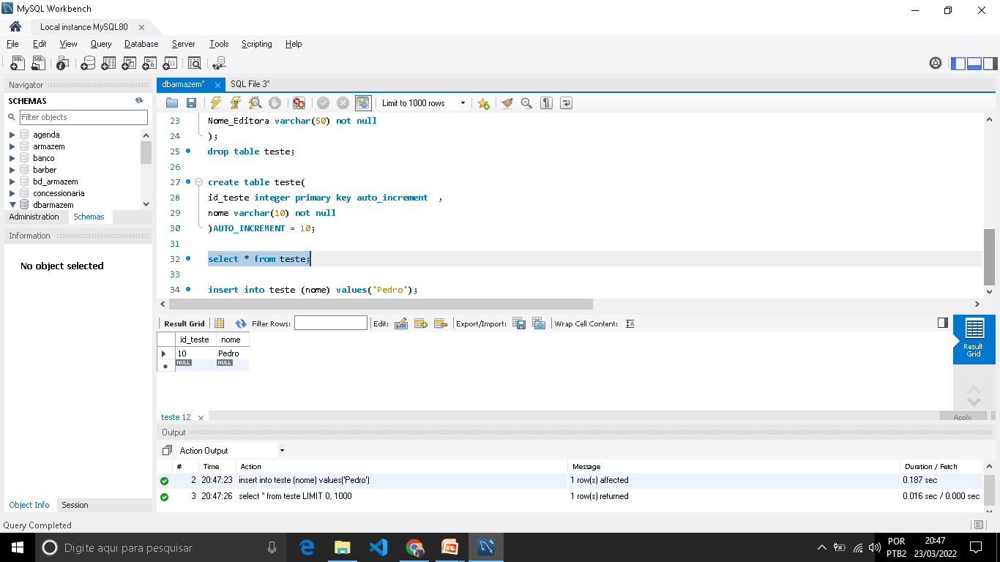 MySQL Workbench
Local instance MySQL80
File Edit View Query Database Server Tools Scripting Help
Navigator
SCHEMAS
Filter objects
agenda
armazem
banco
barber
bd_armazem
concessionaria
dbarmazem
Administration Schemas
Information
No object selected
Object Info Session
dbarmazem* SQL File 3*
Limit to 1000 rows
23 Nome_Editora varchar(50) not null
24 );
25 drop table teste;
26
27 create table teste(
28 id_teste integer primary key auto_increment  ,
29 nome varchar(10) not null
30 )AUTO_INCREMENT = 10;
31
32 select * from teste;
33
34 insert into teste (nome) values('Pedro');
Result Grid Filter Rows: Edit: Export/Import: Wrap Cell Content:
id_teste nome
10 Pedro
NULL NULL
Result
Grid
teste 12
Apply
Output
Action Output
# Time Action Message Duration / Fetch
2 20:47:23 insert into teste (nome) values('Pedro') 1 row(s) affected 0.187 sec
3 20:47:26 select * from teste LIMIT 0, 1000 1 row(s) returned 0.016 sec / 0.000 sec
Query Completed
Digite aqui para pesquisar
POR
PTB2
20:47
23/03/2022